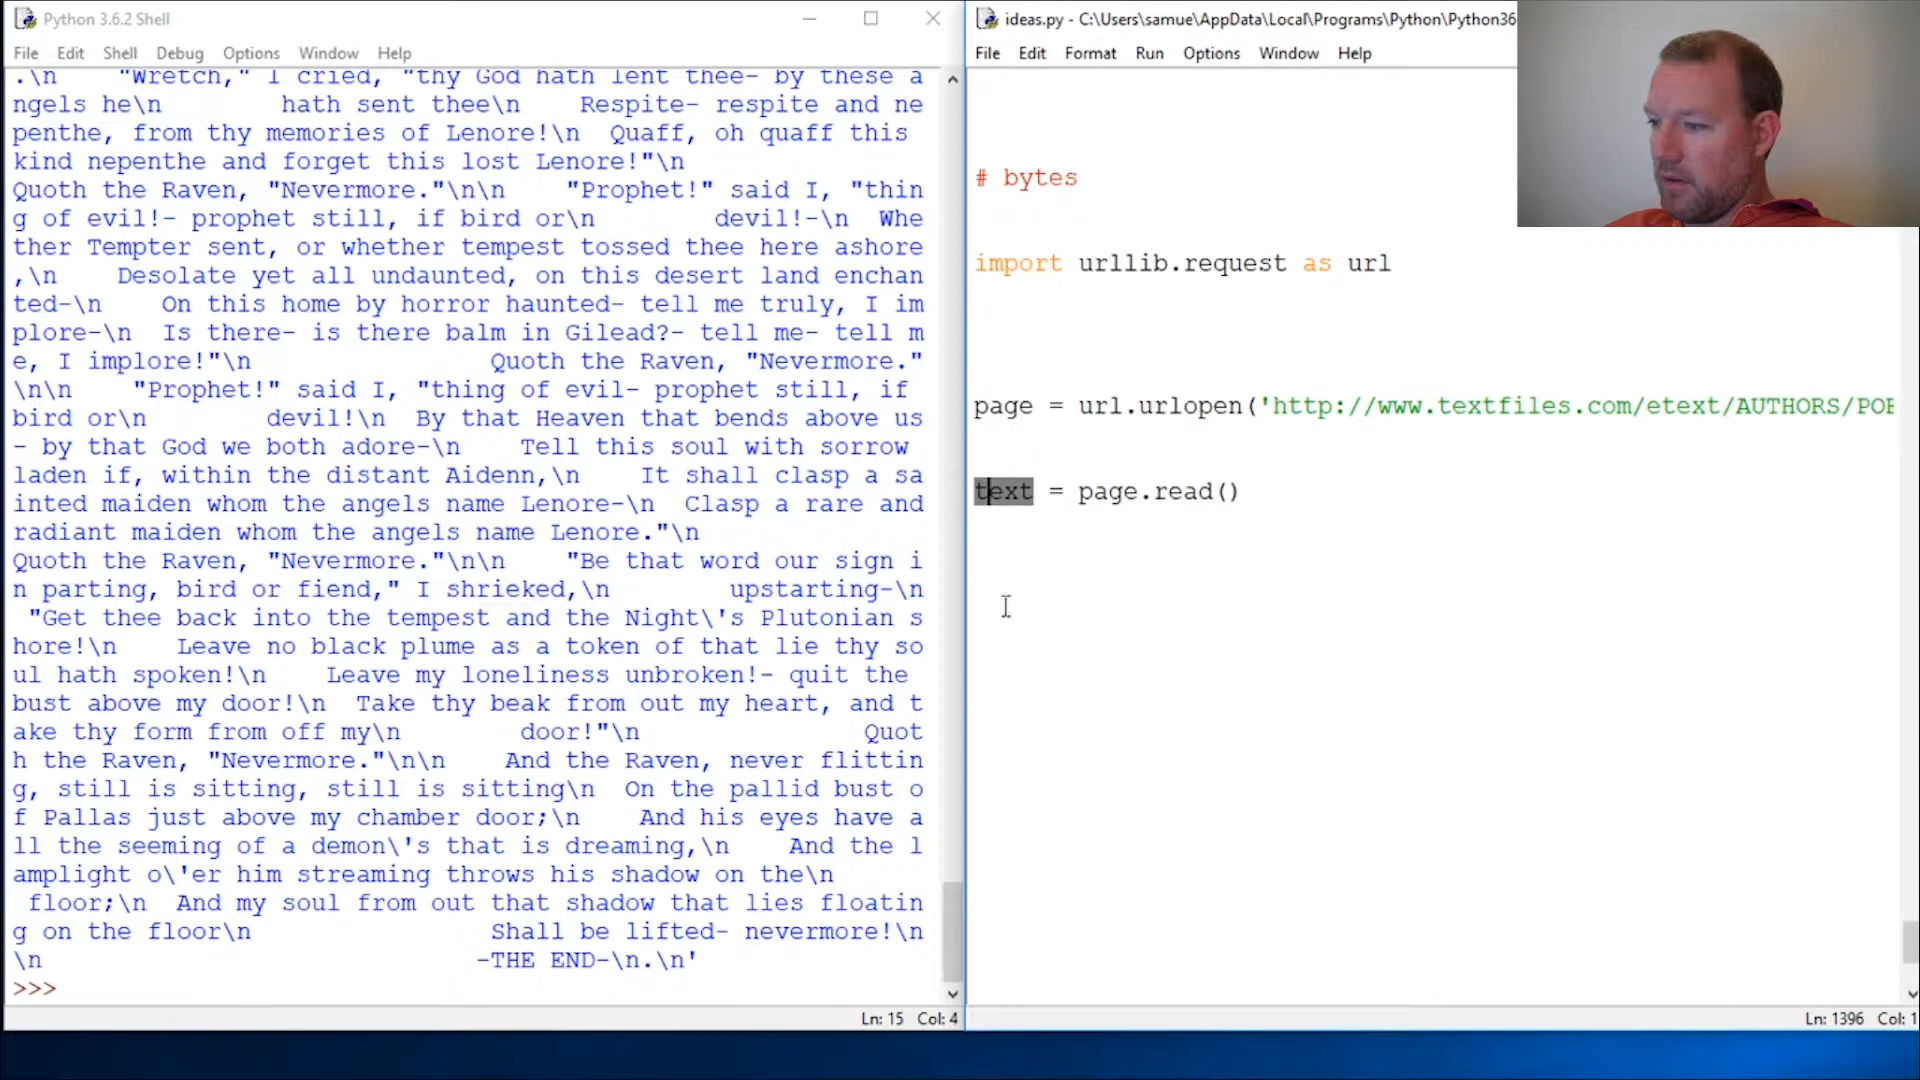 Python 3.6.2 Shell
File Edit Shell Debug Options Window Help
.\n "Wretch," I cried, "thy God hath lent thee- by these a
ngels he\n hath sent thee\n Respite- respite and ne
penthe, from thy memories of Lenore!\n Quaff, oh quaff this
kind nepenthe and forget this lost Lenore!"\n
Quoth the Raven, "Nevermore."\n\n "Prophet!" said I, "thin
g of evil!- prophet still, if bird or\n devil!-\n Whe
ther Tempter sent, or whether tempest tossed thee here ashore
,\n Desolate yet all undaunted, on this desert land enchan
ted-\n On this home by horror haunted- tell me truly, I im
plore-\n Is there- is there balm in Gilead?- tell me- tell m
e, I implore!"\n Quoth the Raven, "Nevermore."
\n\n "Prophet!" said I, "thing of evil- prophet still, if
bird or\n devil!\n By that Heaven that bends above us
- by that God we both adore-\n Tell this soul with sorrow
laden if, within the distant Aidenn,\n It shall clasp a sa
inted maiden whom the angels name Lenore-\n Clasp a rare and
radiant maiden whom the angels name Lenore."\n
Quoth the Raven, "Nevermore."\n\n "Be that word our sign i
n parting, bird or fiend," I shrieked,\n upstarting-\n
"Get thee back into the tempest and the Night\'s Plutonian s
hore!\n Leave no black plume as a token of that lie thy so
ul hath spoken!\n Leave my loneliness unbroken!- quit the
bust above my door!\n Take thy beak from out my heart, and t
ake thy form from off my\n door!"\n Quot
h the Raven, "Nevermore."\n\n And the Raven, never flittin
g, still is sitting, still is sitting\n On the pallid bust o
f Pallas just above my chamber door;\n And his eyes have a
ll the seeming of a demon\'s that is dreaming,\n And the l
amplight o\'er him streaming throws his shadow on the\n
floor;\n And my soul from out that shadow that lies floatin
g on the floor\n Shall be lifted- nevermore!\n
\n -THE END-\n.\n'
>>>
Ln: 15 Col: 4
ideas.py - C:\Users\samue\AppData\Local\Programs\Python\Python36
File Edit Format Run Options Window Help
# bytes
import urllib.request as url
page = url.urlopen('http://www.textfiles.com/etext/AUTHORS/POE
text = page.read()
Ln: 1396 Col: 1